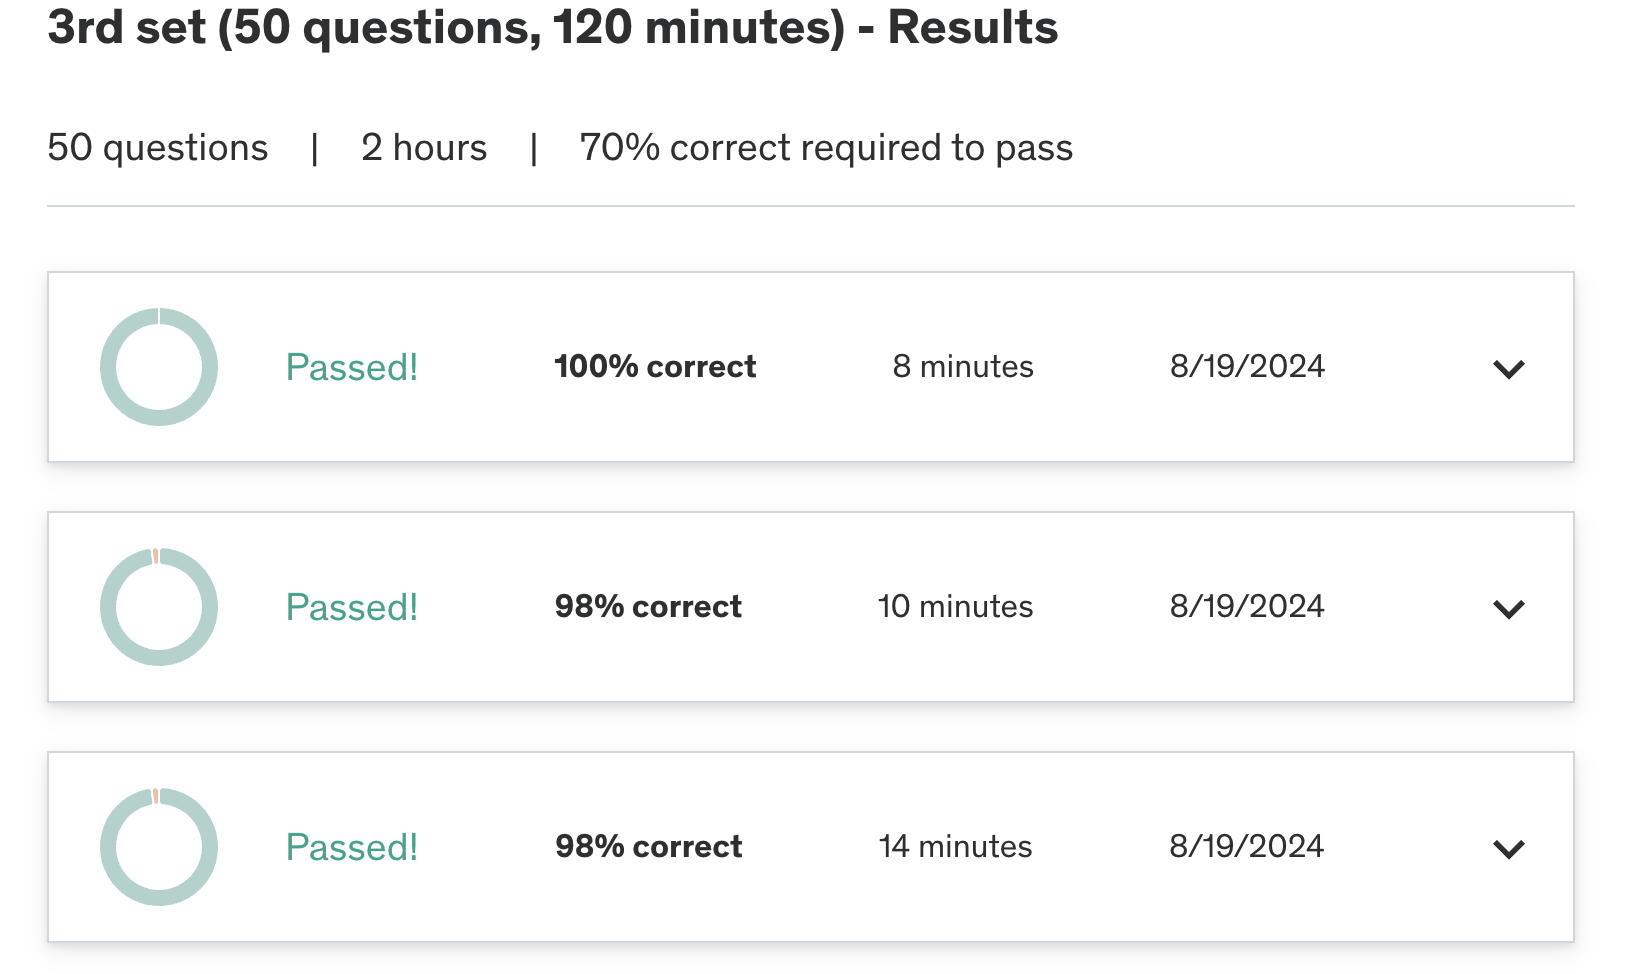 3rd set (50 questions, 120 minutes) - Results
50 questions | 2 hours | 70% correct required to pass
Passed! 100% correct 8 minutes 8/19/2024
Passed! 98% correct 10 minutes 8/19/2024
Passed! 98% correct 14 minutes 8/19/2024